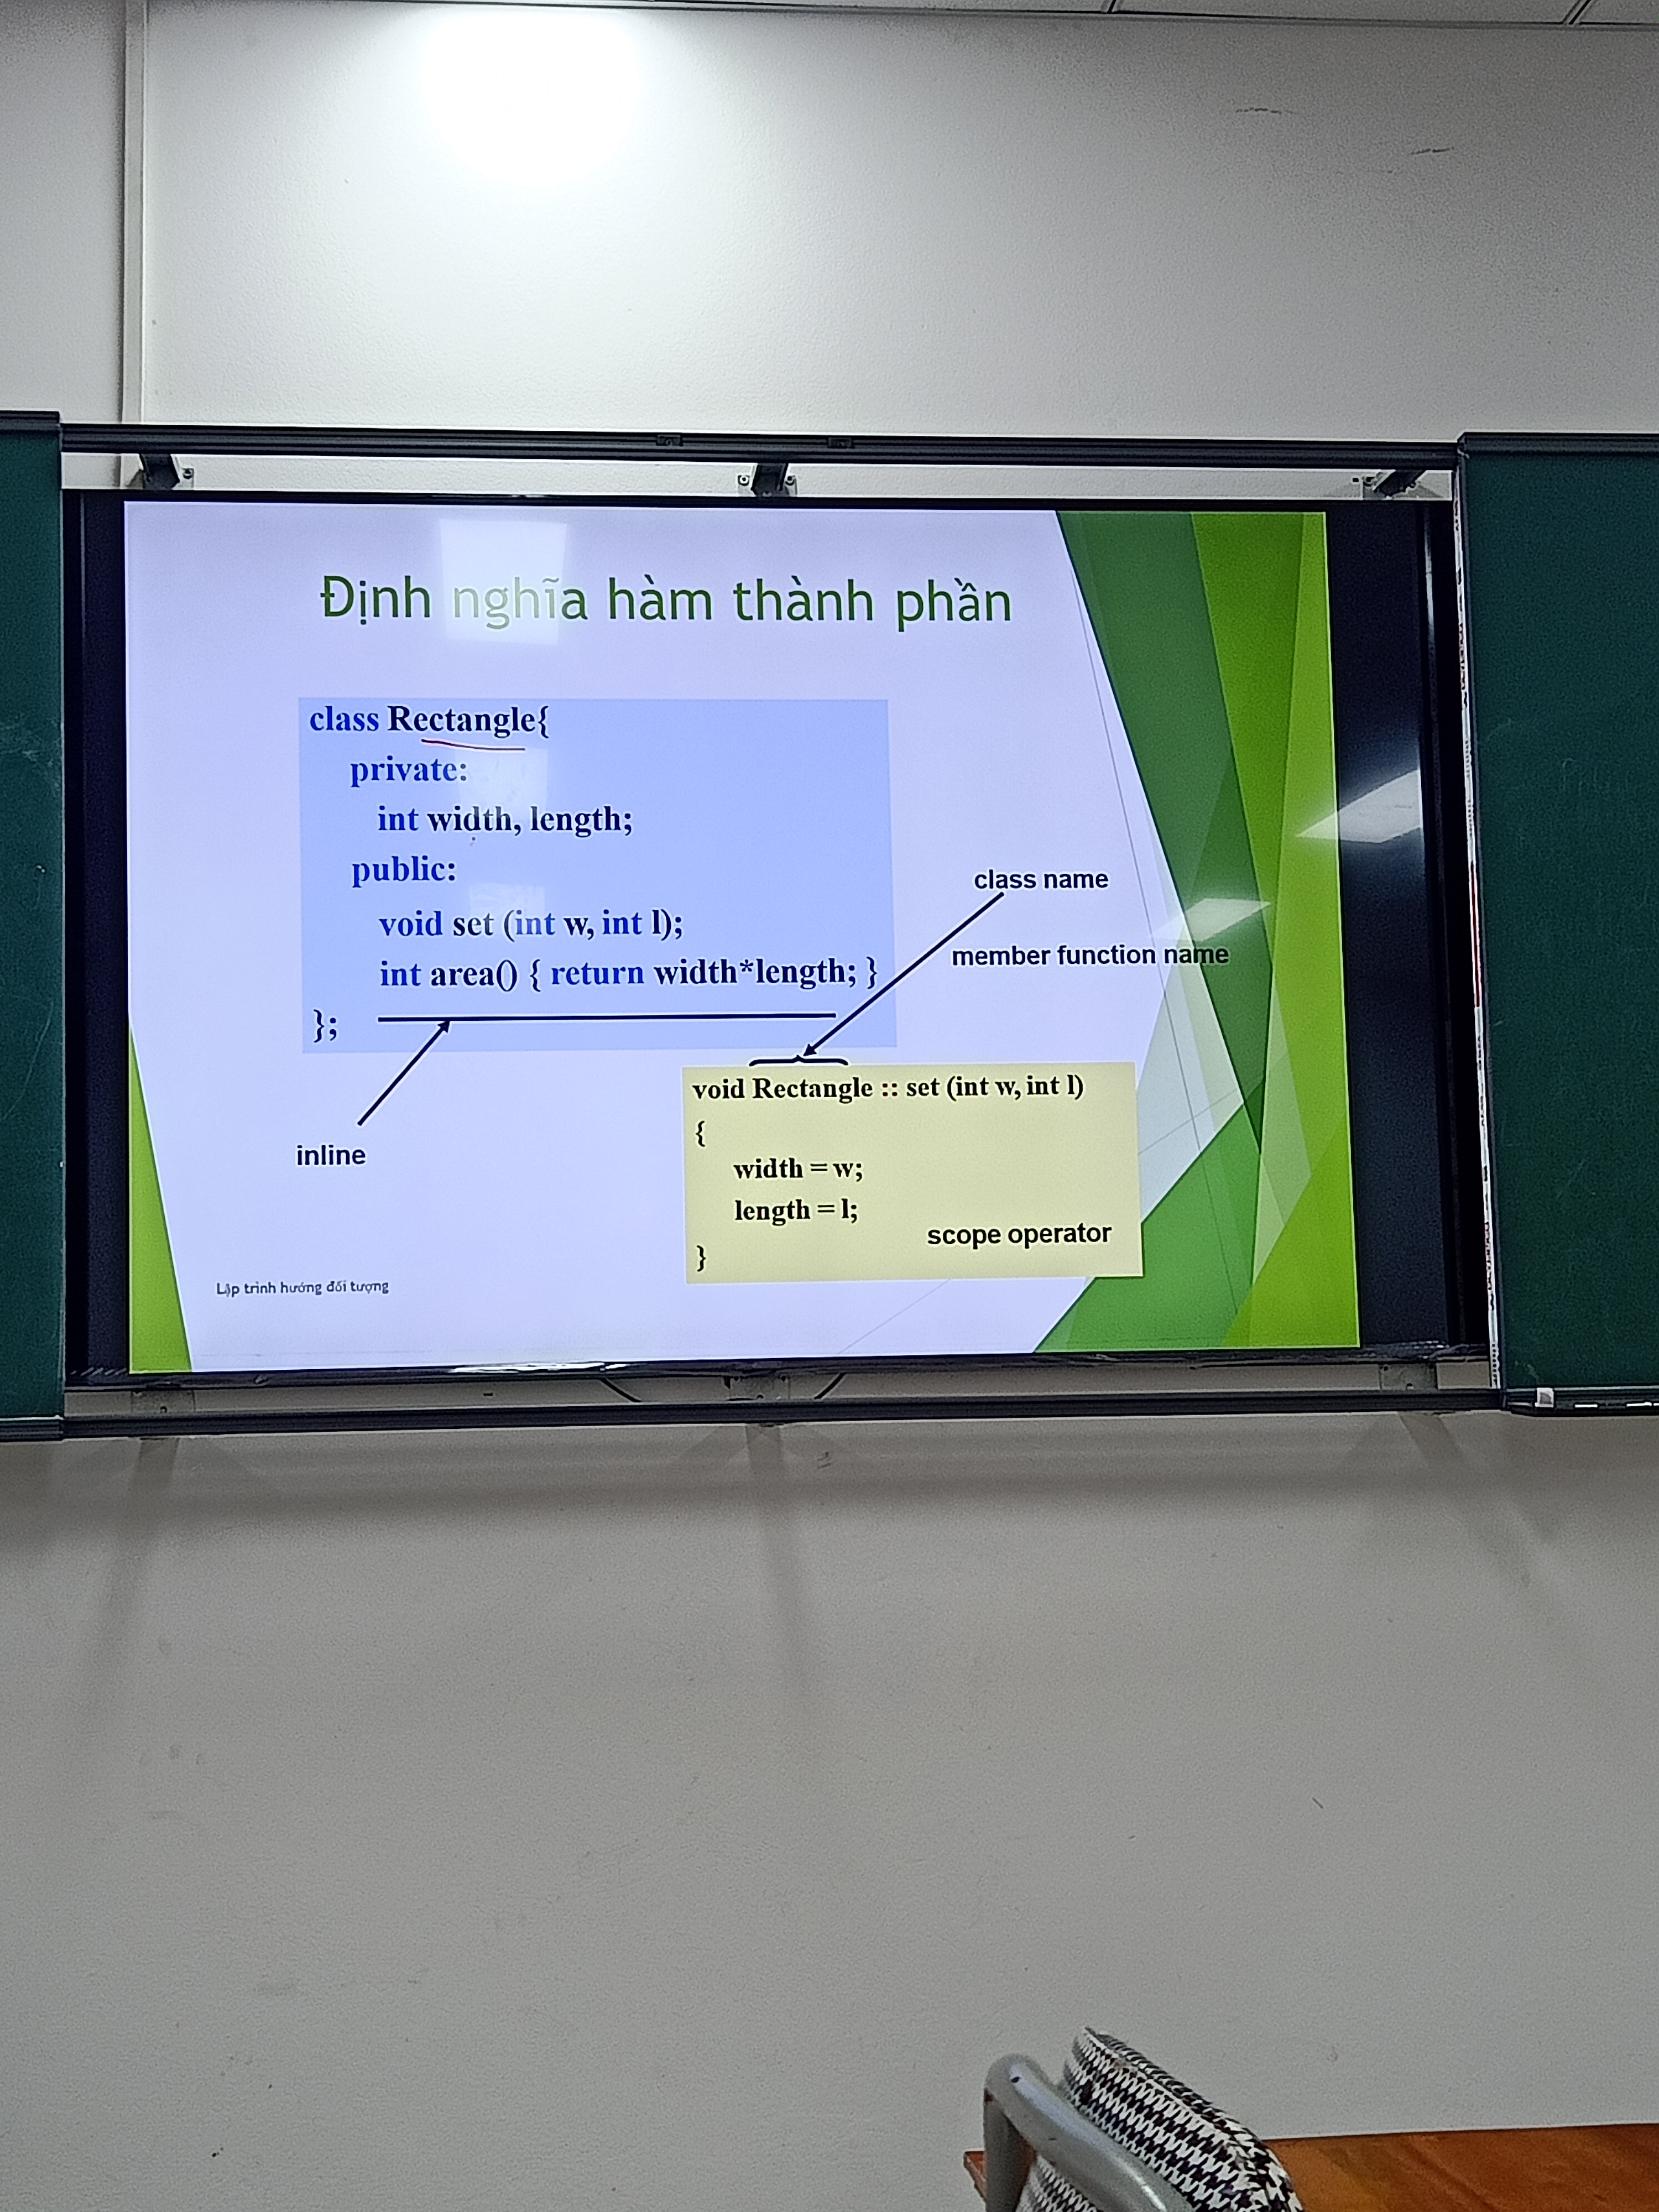 Định nghĩa hàm thành phần
class Rectangle{
private:
int width, length;
public:
void set (int w, int l);
int area() { return width*length; }
};
inline
class name
member function name
void Rectangle :: set (int w, int l)
{
width = w;
length = l;
}
scope operator
Lập trình hướng đối tượng